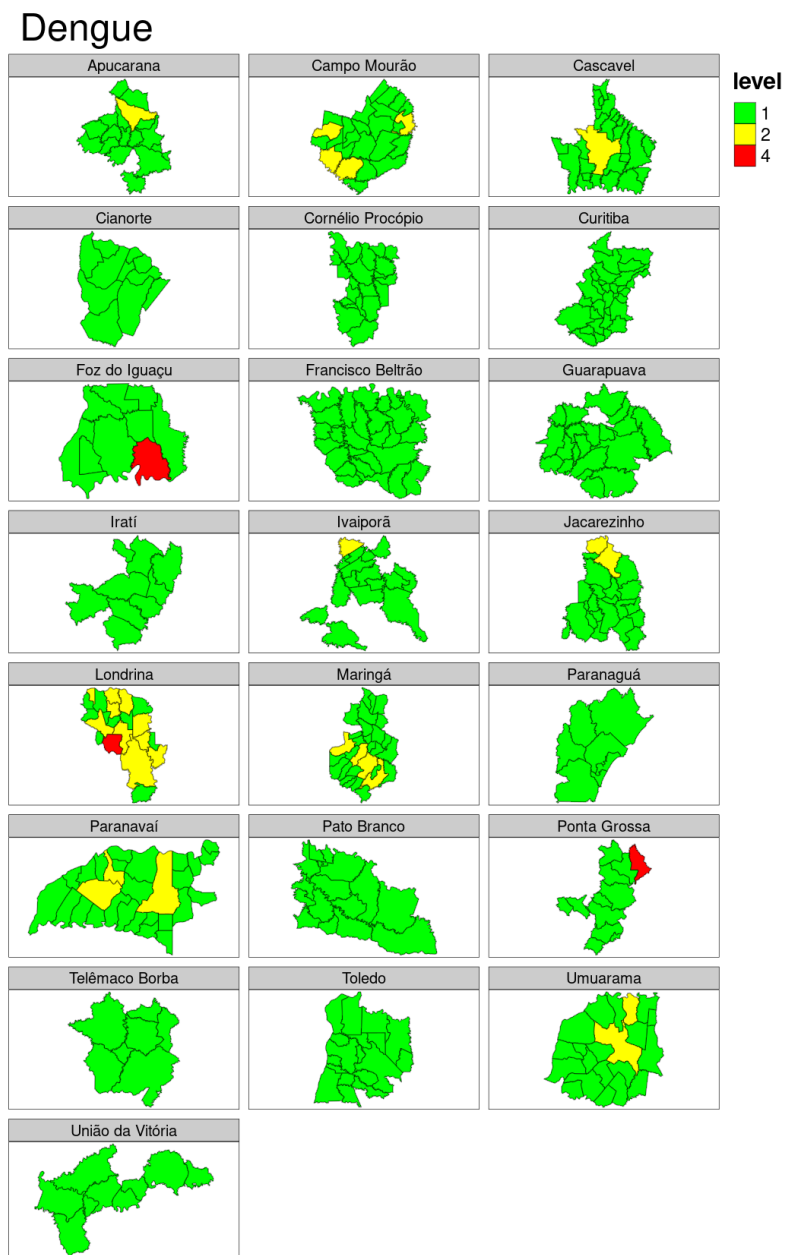 Dengue
Apucarana
Campo Mourão
Cascavel
level
1
2
4
Cianorte
Cornélio Procópio
Curitiba
Foz do Iguaçu
Francisco Beltrão
Guarapuava
Iratí
Ivaiporã
Jacarezinho
Londrina
Maringá
Paranaguá
Paranavaí
Pato Branco
Ponta Grossa
Telêmaco Borba
Toledo
Umuarama
União da Vitória